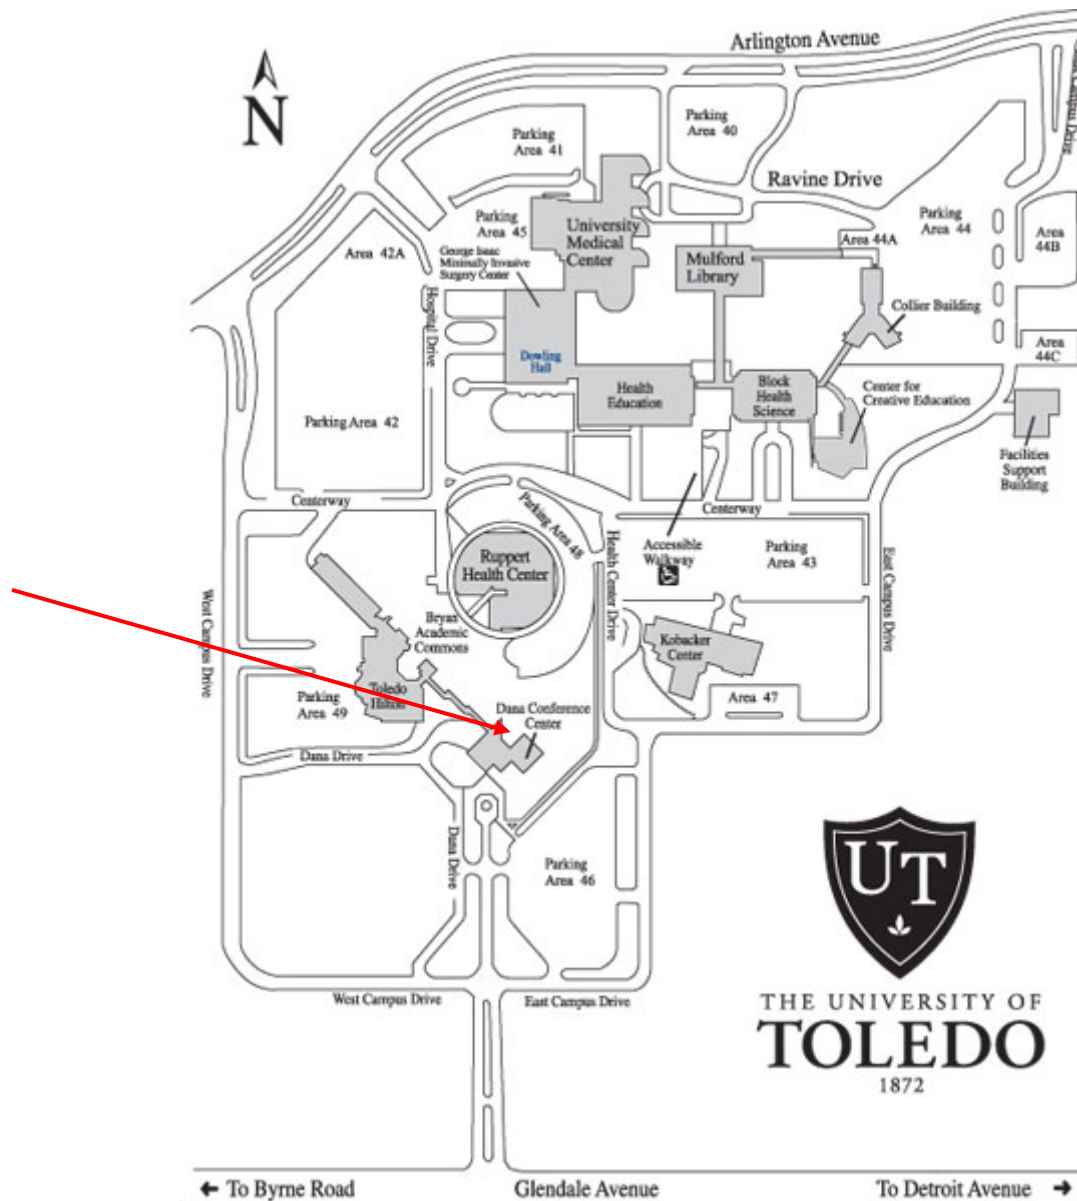 Arlington Avenue
N
Parking
Area 41
Parking
Area 40
Ravine Drive
Campus Drive
Parking
Area 45
University
Medical
Center
George Isaac
Minimally Invasive
Surgery Center
Area 42A
Hospital Drive
Mulford
Library
Area 44A
Parking
Area 44
Area
44B
Collier Building
Area
44C
Dowling
Hall
Health
Education
Block
Health
Science
Center for
Creative Education
Parking Area 42
Facilities
Support
Building
Centerway
Centerway
Parking Area 48
Ruppert
Health Center
Health Center Drive
Accessible
Walkway
Parking
Area 43
East Campus Drive
West Campus Drive
Bryan
Academic
Commons
Kobacker
Center
Toledo
Hilton
Parking
Area 49
Dana Conference
Center
Area 47
Dana Drive
Dana Drive
Parking
Area 46
West Campus Drive
East Campus Drive
UT
THE UNIVERSITY OF
TOLEDO
1872
To Byrne Road
Glendale Avenue
To Detroit Avenue